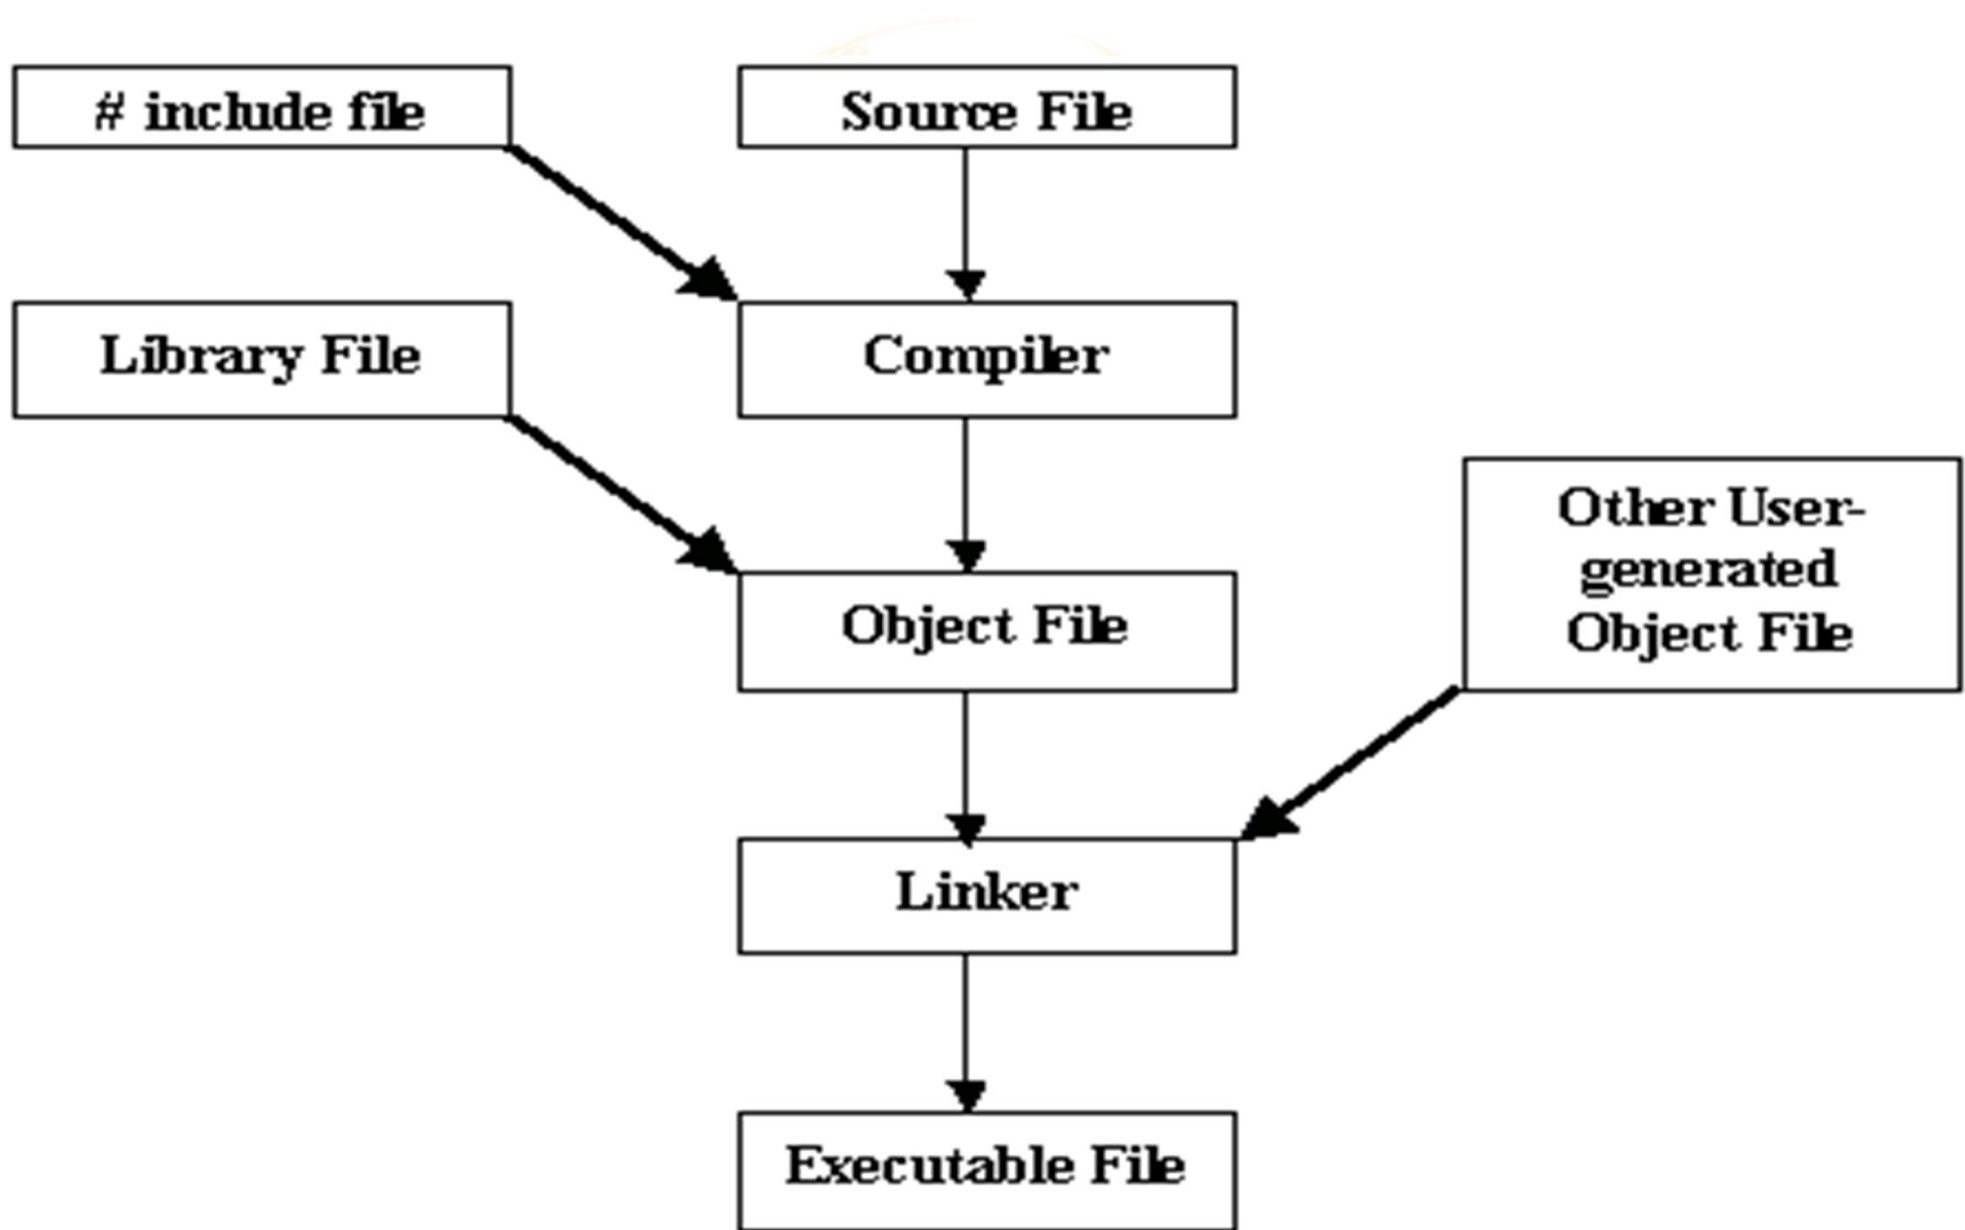 # include file
Source File
Library File
Compiler
Other User-
generated
Object File
Object File
Linker
Executable File